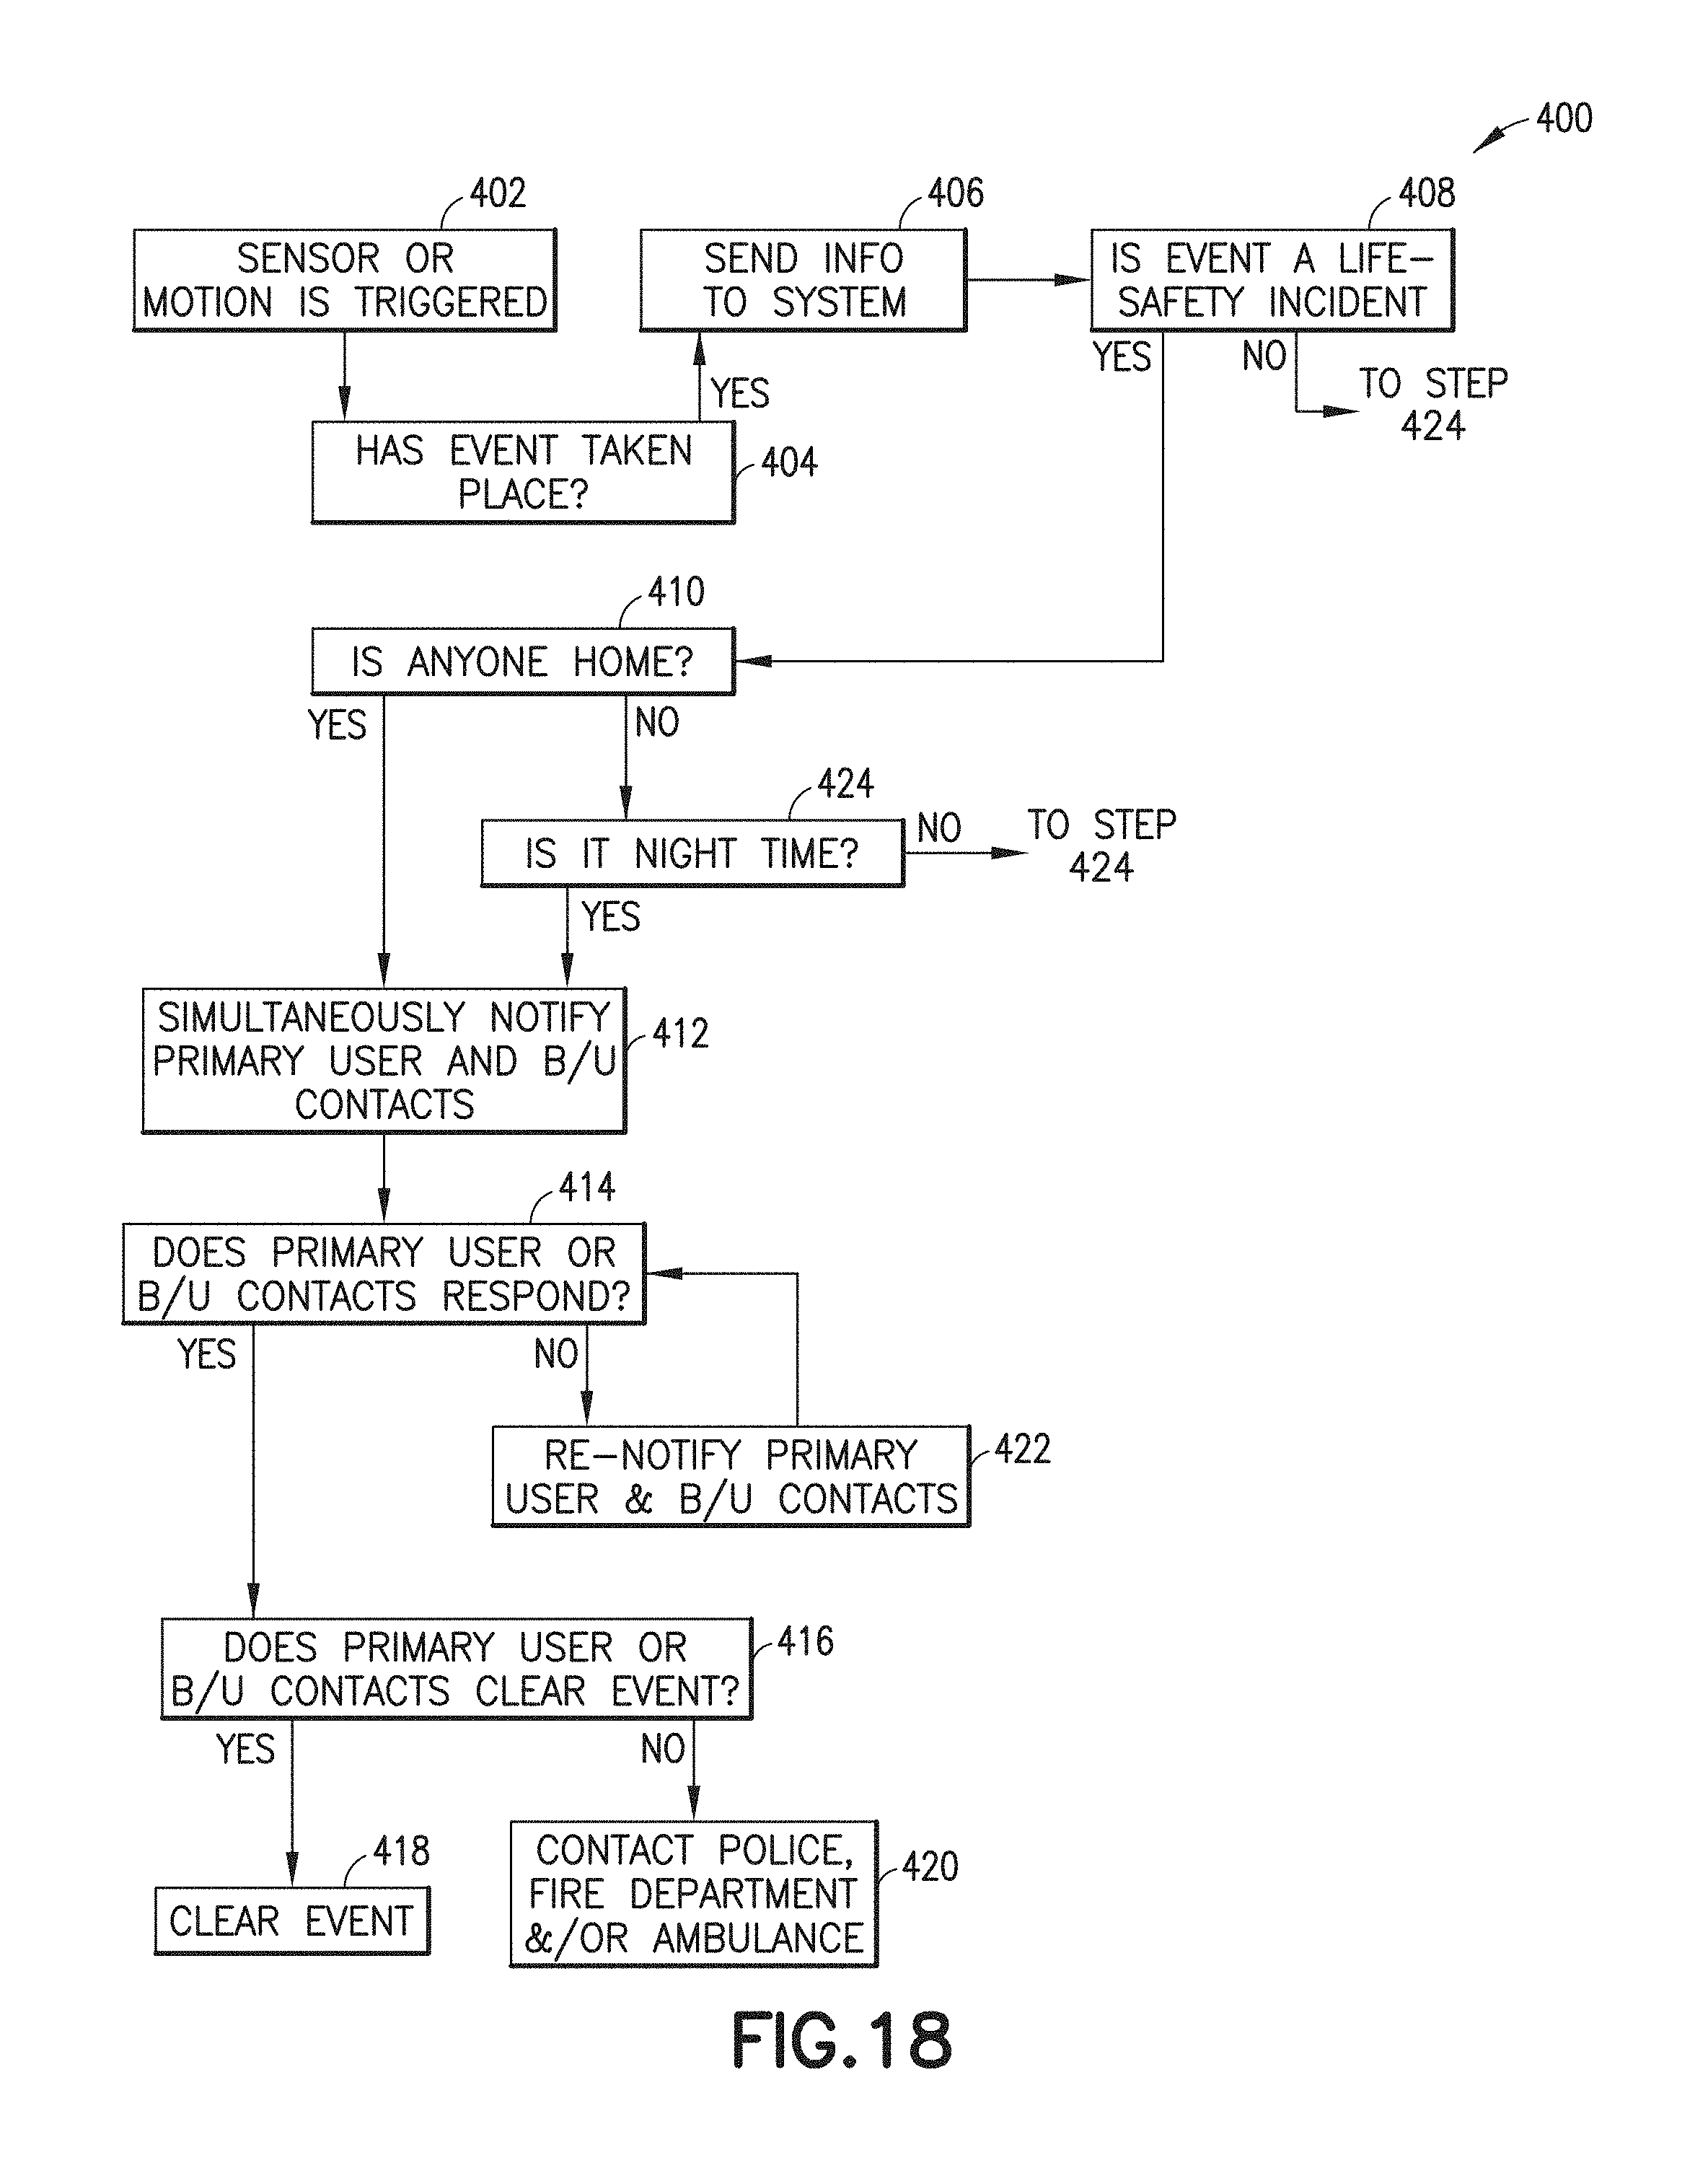 400
402
SENSOR OR
MOTION IS TRIGGERED
406
SEND INFO
TO SYSTEM
408
IS EVENT A LIFE-
SAFETY INCIDENT
YES
NO
TO STEP
424
YES
HAS EVENT TAKEN
PLACE?
404
410
IS ANYONE HOME?
YES
NO
424
IS IT NIGHT TIME?
NO
TO STEP
424
YES
SIMULTANEOUSLY NOTIFY
PRIMARY USER AND B/U
CONTACTS
412
414
DOES PRIMARY USER OR
B/U CONTACTS RESPOND?
YES
NO
RE-NOTIFY PRIMARY
USER & B/U CONTACTS
422
DOES PRIMARY USER OR
B/U CONTACTS CLEAR EVENT?
416
YES
NO
418
CLEAR EVENT
CONTACT POLICE,
FIRE DEPARTMENT
&/OR AMBULANCE
420
FIG.18